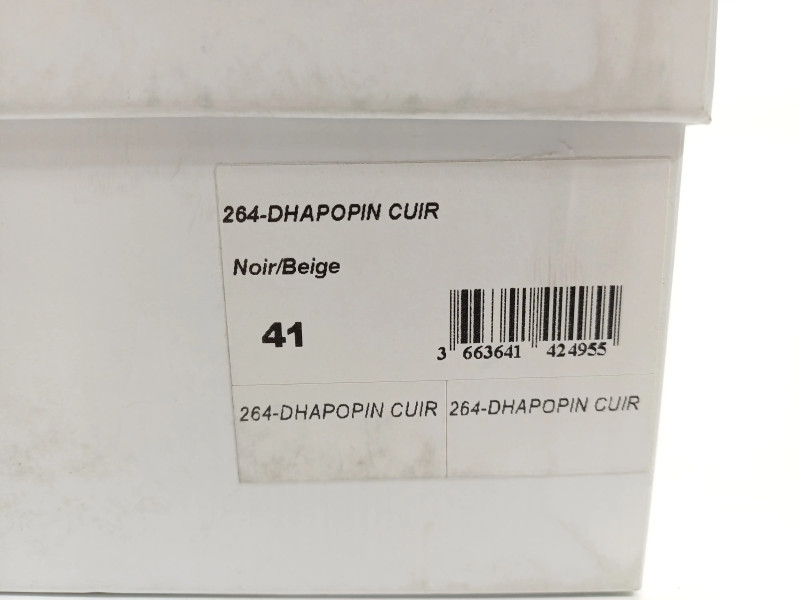 264-DHAPOPIN CUIR
Noir/Beige
41
3 663641 424955
264-DHAPOPIN CUIR
264-DHAPOPIN CUIR